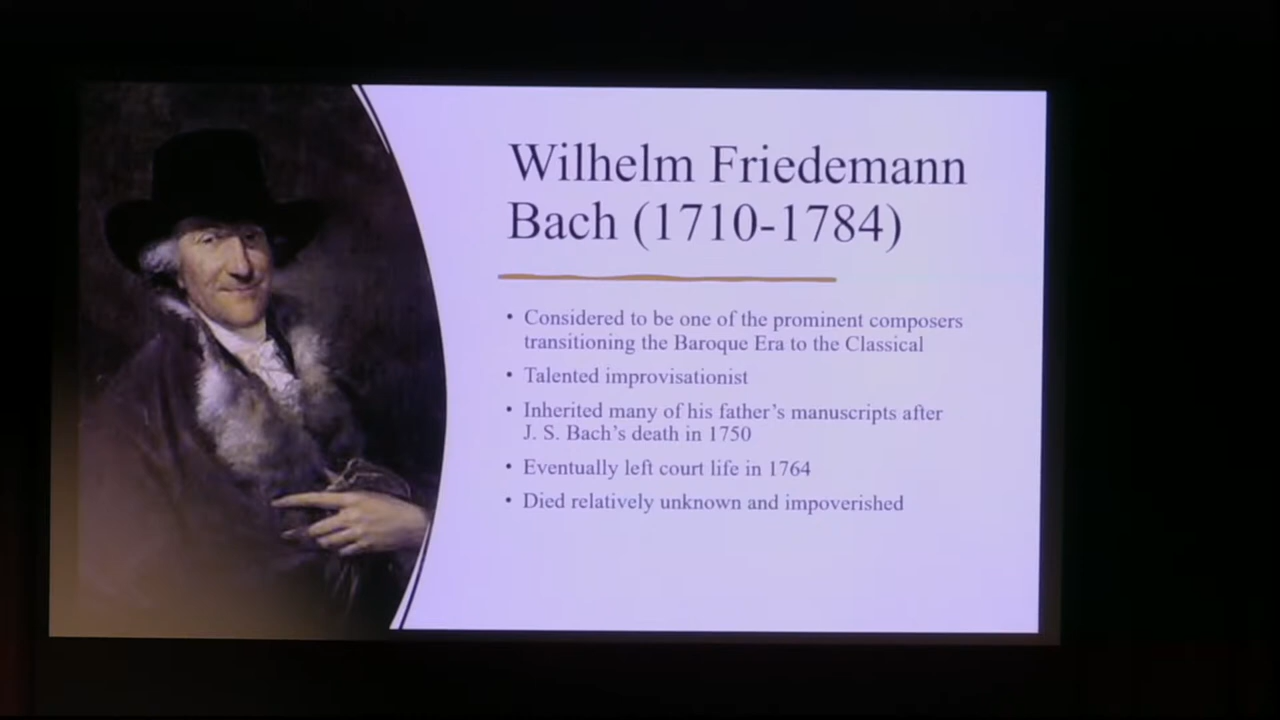 Wilhelm Friedemann
Bach (1710-1784)
• Considered to be one of the prominent composers
transitioning the Baroque Era to the Classical
• Talented improvisationist
• Inherited many of his father’s manuscripts after
J. S. Bach’s death in 1750
• Eventually left court life in 1764
• Died relatively unknown and impoverished